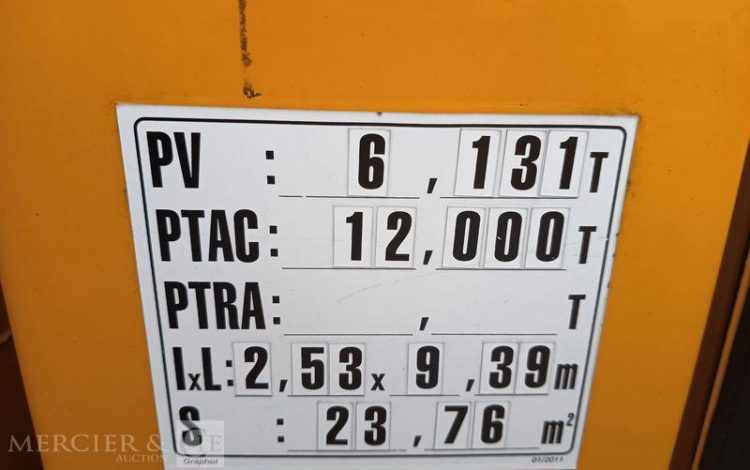 PV : 6,131 T
PTAC: 12,000 T
PTRA: , T
lxL: 2,53 x 9,39 m
S : 23,76 m²
MERCIER &
AUCTION
Graphot
01/2011